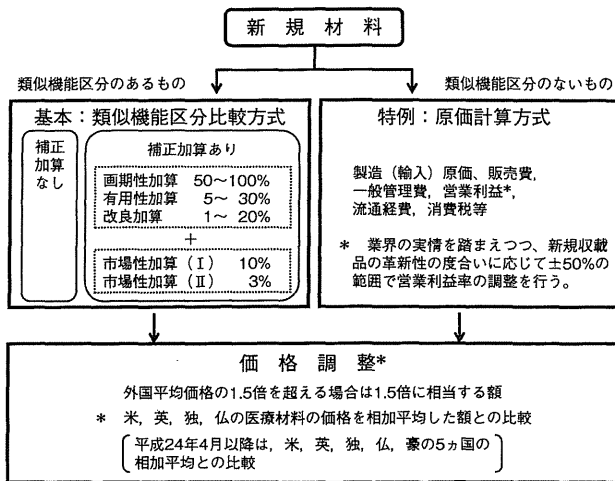 新 規 材 料
類似機能区分のあるもの
類似機能区分のないもの
基本：類似機能区分比較方式
補正
加算
なし
補正加算あり
画期性加算 50～100%
有用性加算 5～ 30%
改良加算 1～ 20%
＋
市場性加算（Ⅰ） 10%
市場性加算（Ⅱ） 3%
特例：原価計算方式
製造（輸入）原価、販売費,
一般管理費, 営業利益*,
流通経費、消費税等
* 業界の実情を踏まえつつ、新規収載
品の革新性の度合いに応じて±50%の
範囲で営業利益率の調整を行う。
価 格 調 整*
外国平均価格の1.5倍を超える場合は1.5倍に相当する額
* 米, 英, 独, 仏の医療材料の価格を相加平均した額との比較
平成24年4月以降は, 米, 英, 独, 仏, 豪の5ヵ国の
相加平均との比較